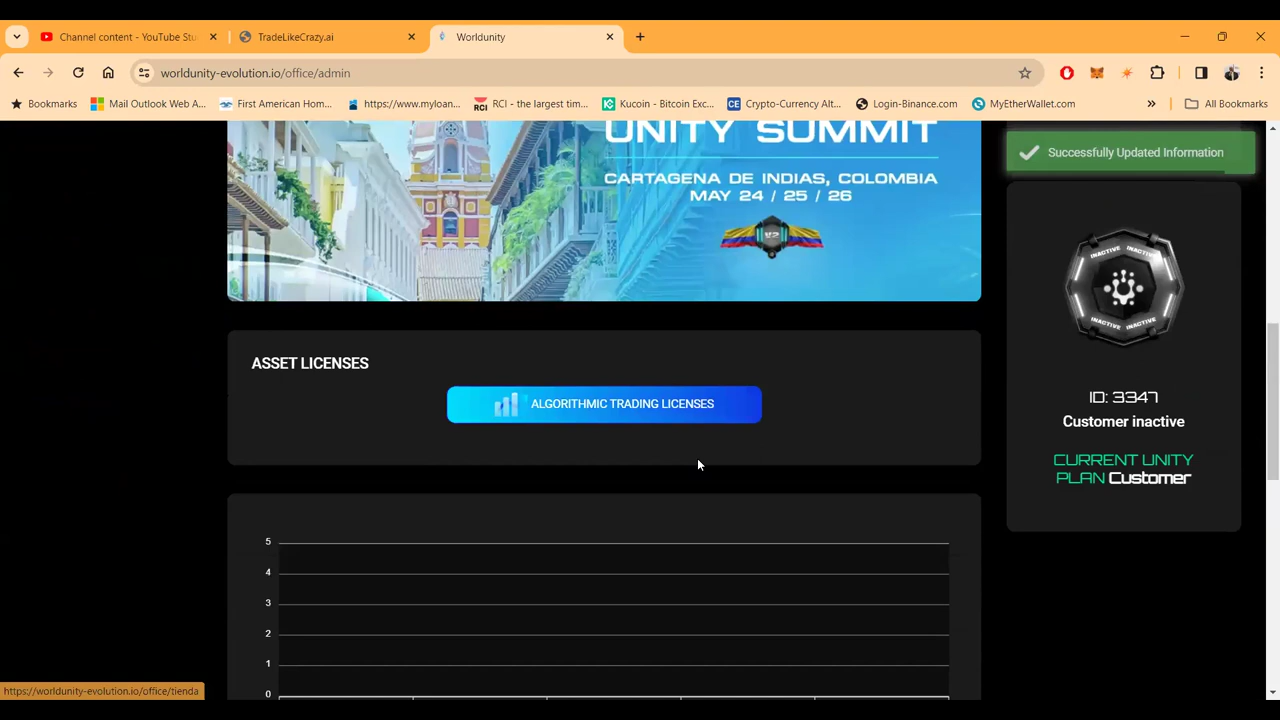 Channel content - YouTube Stu
TradeLikeCrazy.ai
Worldunity
worldunity-evolution.io/office/admin
Bookmarks
Mail Outlook Web A...
First American Hom...
https://www.myloan...
RCI - the largest tim...
Kucoin - Bitcoin Exc...
Crypto-Currency Alt...
Login-Binance.com
MyEtherWallet.com
All Bookmarks
UNITY SUMMIT
CARTAGENA DE INDIAS, COLOMBIA
MAY 24 / 25 / 26
Successfully Updated Information
INACTIVE INACTIVE
INACTIVE INACTIVE
ID: 3347
Customer inactive
CURRENT UNITY
PLAN Customer
ASSET LICENSES
ALGORITHMIC TRADING LICENSES
5
4
3
2
1
0
https://worldunity-evolution.io/office/tienda